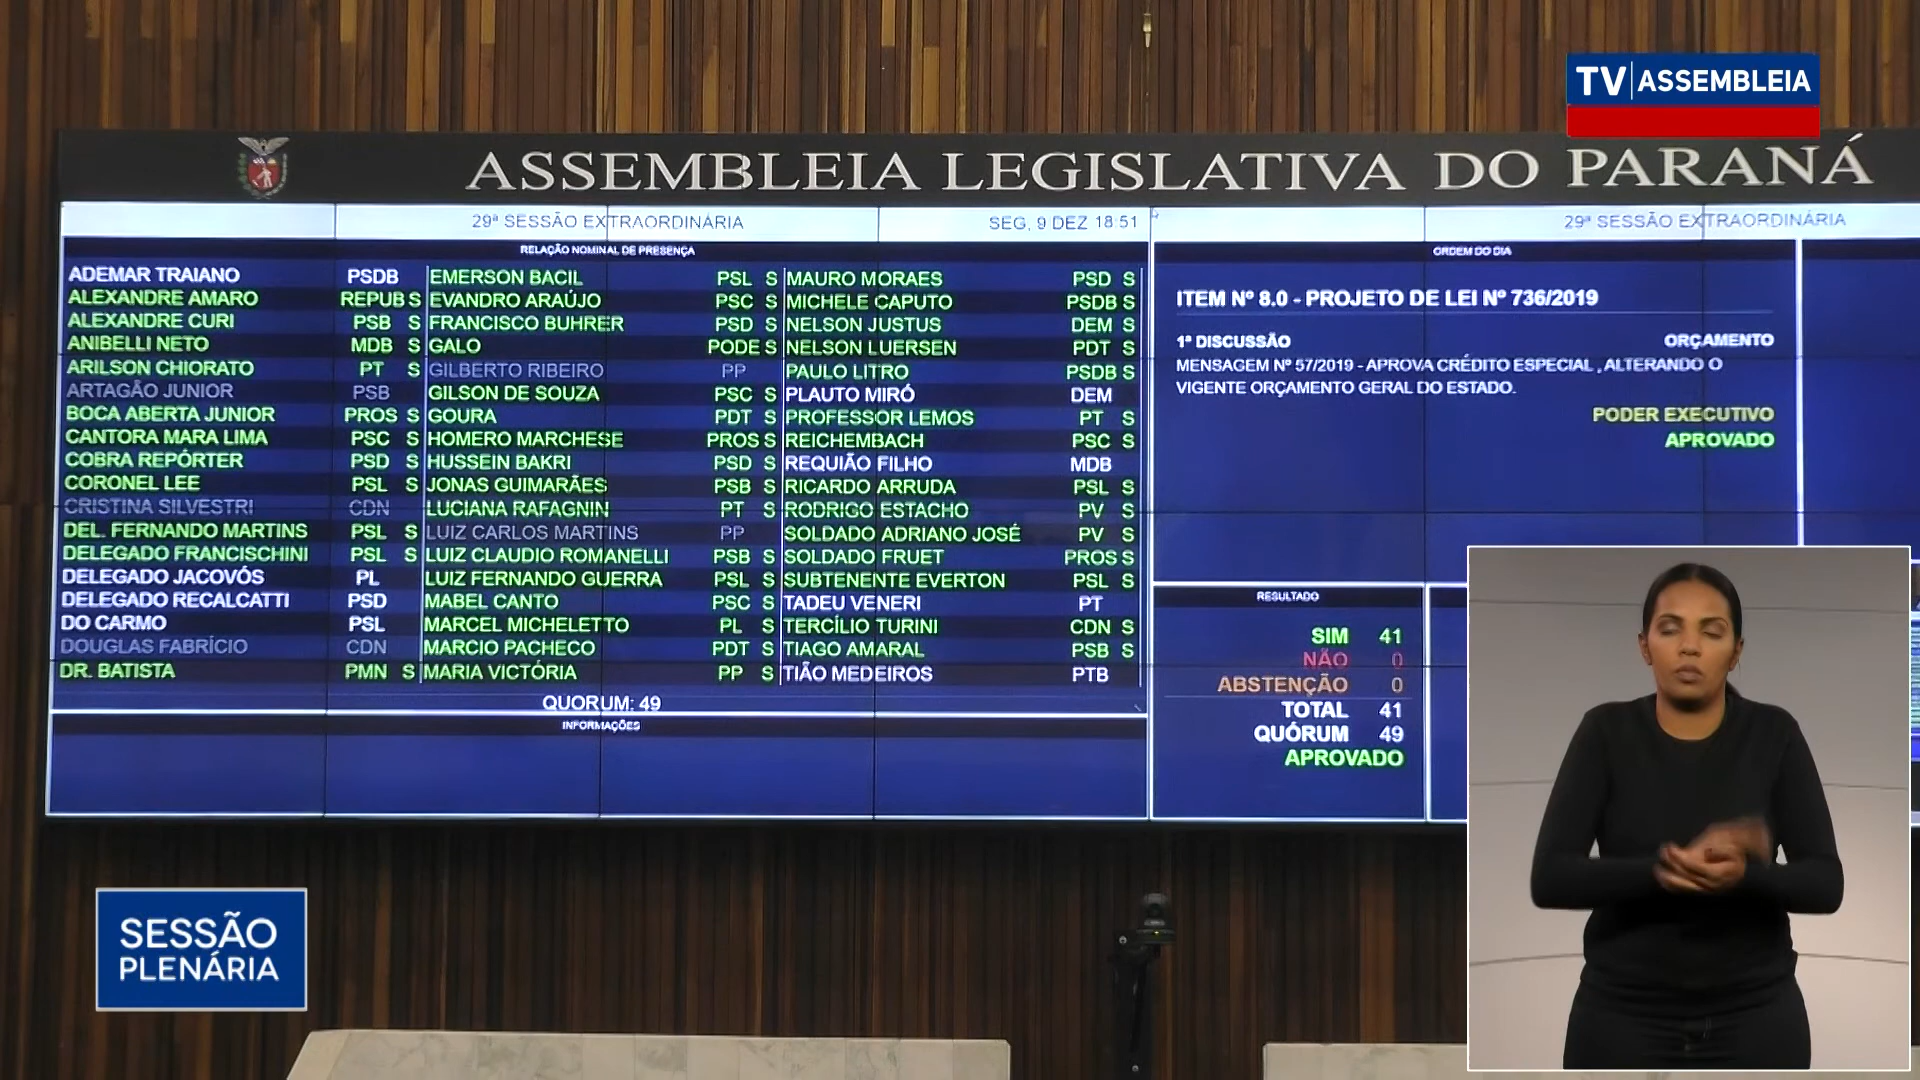 TV ASSEMBLEIA
ASSEMBLEIA LEGISLATIVA DO PARANÁ
29ª SESSÃO EXTRAORDINÁRIA SEG, 9 DEZ 18:51
RELAÇÃO NOMINAL DE PRESENÇA
ADEMAR TRAIANO PSDB
ALEXANDRE AMARO REPUB S
ALEXANDRE CURI PSB S
ANIBELLI NETO MDB S
ARILSON CHIORATO PT S
ARTAGÃO JUNIOR PSB
BOCA ABERTA JUNIOR PROS S
CANTORA MARA LIMA PSC S
COBRA REPÓRTER PSD S
CORONEL LEE PSL S
CRISTINA SILVESTRI CDN
DEL. FERNANDO MARTINS PSL S
DELEGADO FRANCISCHINI PSL S
DELEGADO JACOVÓS PL
DELEGADO RECALCATTI PSD
DO CARMO PSL
DOUGLAS FABRÍCIO CDN
DR. BATISTA PMN S
EMERSON BACIL PSL S
EVANDRO ARAÚJO PSC S
FRANCISCO BUHRER PSD S
GALO PODE S
GILBERTO RIBEIRO PP
GILSON DE SOUZA PSC S
GOURA PDT S
HOMERO MARCHESE PROS S
HUSSEIN BAKRI PSD S
JONAS GUIMARÃES PSB S
LUCIANA RAFAGNIN PT S
LUIZ CARLOS MARTINS PP
LUIZ CLAUDIO ROMANELLI PSB S
LUIZ FERNANDO GUERRA PSL S
MABEL CANTO PSC S
MARCEL MICHELETTO PL S
MARCIO PACHECO PDT S
MARIA VICTÓRIA PP S
MAURO MORAES PSD S
MICHELE CAPUTO PSDB S
NELSON JUSTUS DEM S
NELSON LUERSEN PDT S
PAULO LITRO PSDB S
PLAUTO MIRÓ DEM
PROFESSOR LEMOS PT S
REICHEMBACH PSC S
REQUIÃO FILHO MDB
RICARDO ARRUDA PSL S
RODRIGO ESTACHO PV S
SOLDADO ADRIANO JOSÉ PV S
SOLDADO FRUET PROS S
SUBTENENTE EVERTON PSL S
TADEU VENERI PT
TERCÍLIO TURINI CDN S
TIAGO AMARAL PSB S
TIÃO MEDEIROS PTB
QUORUM: 49
INFORMAÇÕES
29ª SESSÃO EXTRAORDINÁRIA
ORDEM DO DIA
ITEM Nº 8.0 - PROJETO DE LEI Nº 736/2019
1ª DISCUSSÃO ORÇAMENTO
MENSAGEM Nº 57/2019 - APROVA CRÉDITO ESPECIAL , ALTERANDO O
VIGENTE ORÇAMENTO GERAL DO ESTADO.
PODER EXECUTIVO
APROVADO
RESULTADO
SIM 41
NÃO 0
ABSTENÇÃO 0
TOTAL 41
QUÓRUM 49
APROVADO
SESSÃO
PLENÁRIA